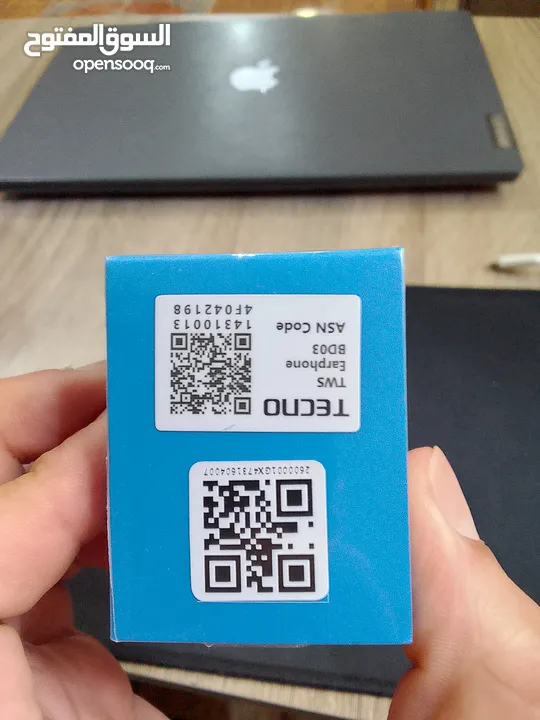 السوق المفتوح
opensooq.com
TECNO
TWS
Earphone
BD03
ASN Code
14310013
4F042198
2600001GX4731604007